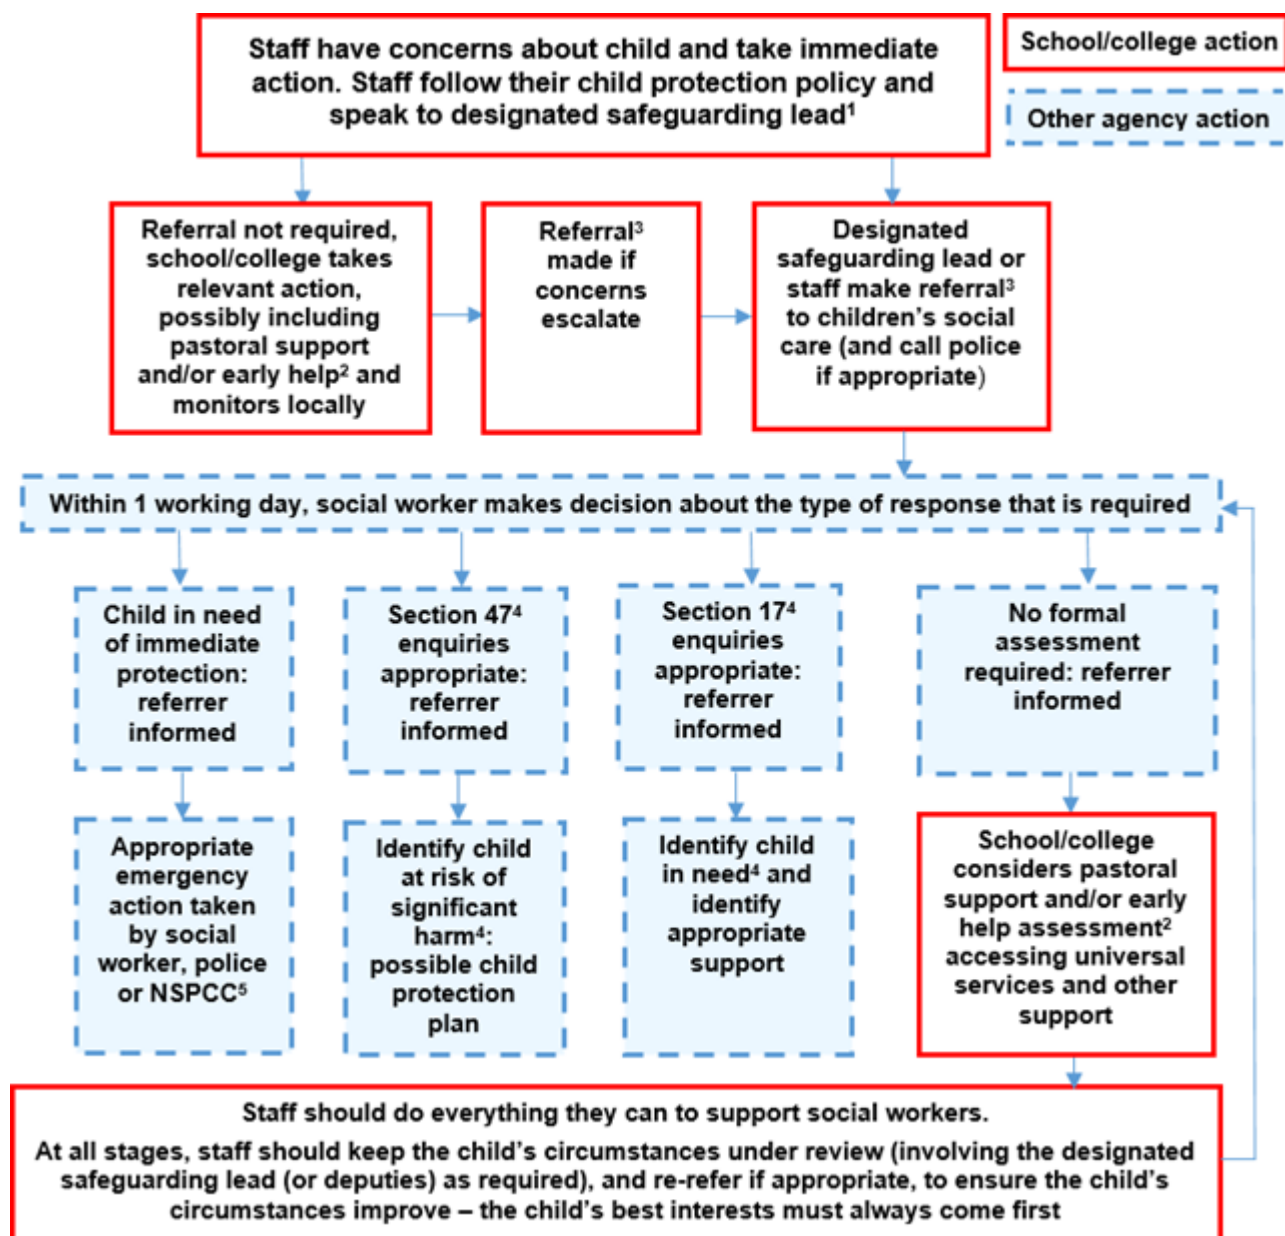 Staff have concerns about child and take immediate
action. Staff follow their child protection policy and
speak to designated safeguarding lead¹
School/college action
Other agency action
Referral not required,
school/college takes
relevant action,
possibly including
pastoral support
and/or early help² and
monitors locally
Referral³
made if
concerns
escalate
Designated
safeguarding lead or
staff make referral³
to children’s social
care (and call police
if appropriate)
Within 1 working day, social worker makes decision about the type of response that is required
Child in need
of immediate
protection:
referrer
informed
Section 47⁴
enquiries
appropriate:
referrer
informed
Section 17⁴
enquiries
appropriate:
referrer
informed
No formal
assessment
required: referrer
informed
Appropriate
emergency
action taken
by social
worker, police
or NSPCC⁵
Identify child
at risk of
significant
harm⁴:
possible child
protection
plan
Identify child
in need⁴ and
identify
appropriate
support
School/college
considers pastoral
support and/or early
help assessment²
accessing universal
services and other
support
Staff should do everything they can to support social workers.
At all stages, staff should keep the child’s circumstances under review (involving the designated
safeguarding lead (or deputies) as required), and re-refer if appropriate, to ensure the child’s
circumstances improve – the child’s best interests must always come first